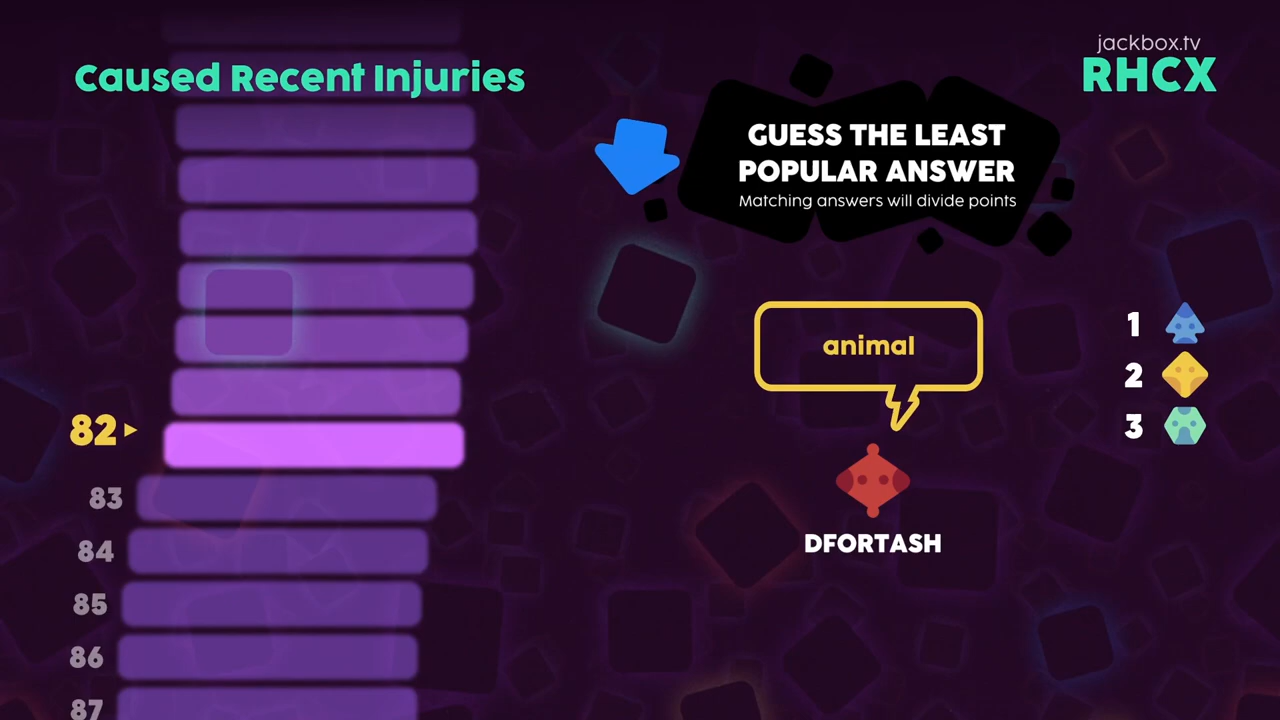 jackbox.tv
RHCX
Caused Recent Injuries
GUESS THE LEAST
POPULAR ANSWER
Matching answers will divide points
animal
DFORTASH
1
2
3
82
83
84
85
86
87